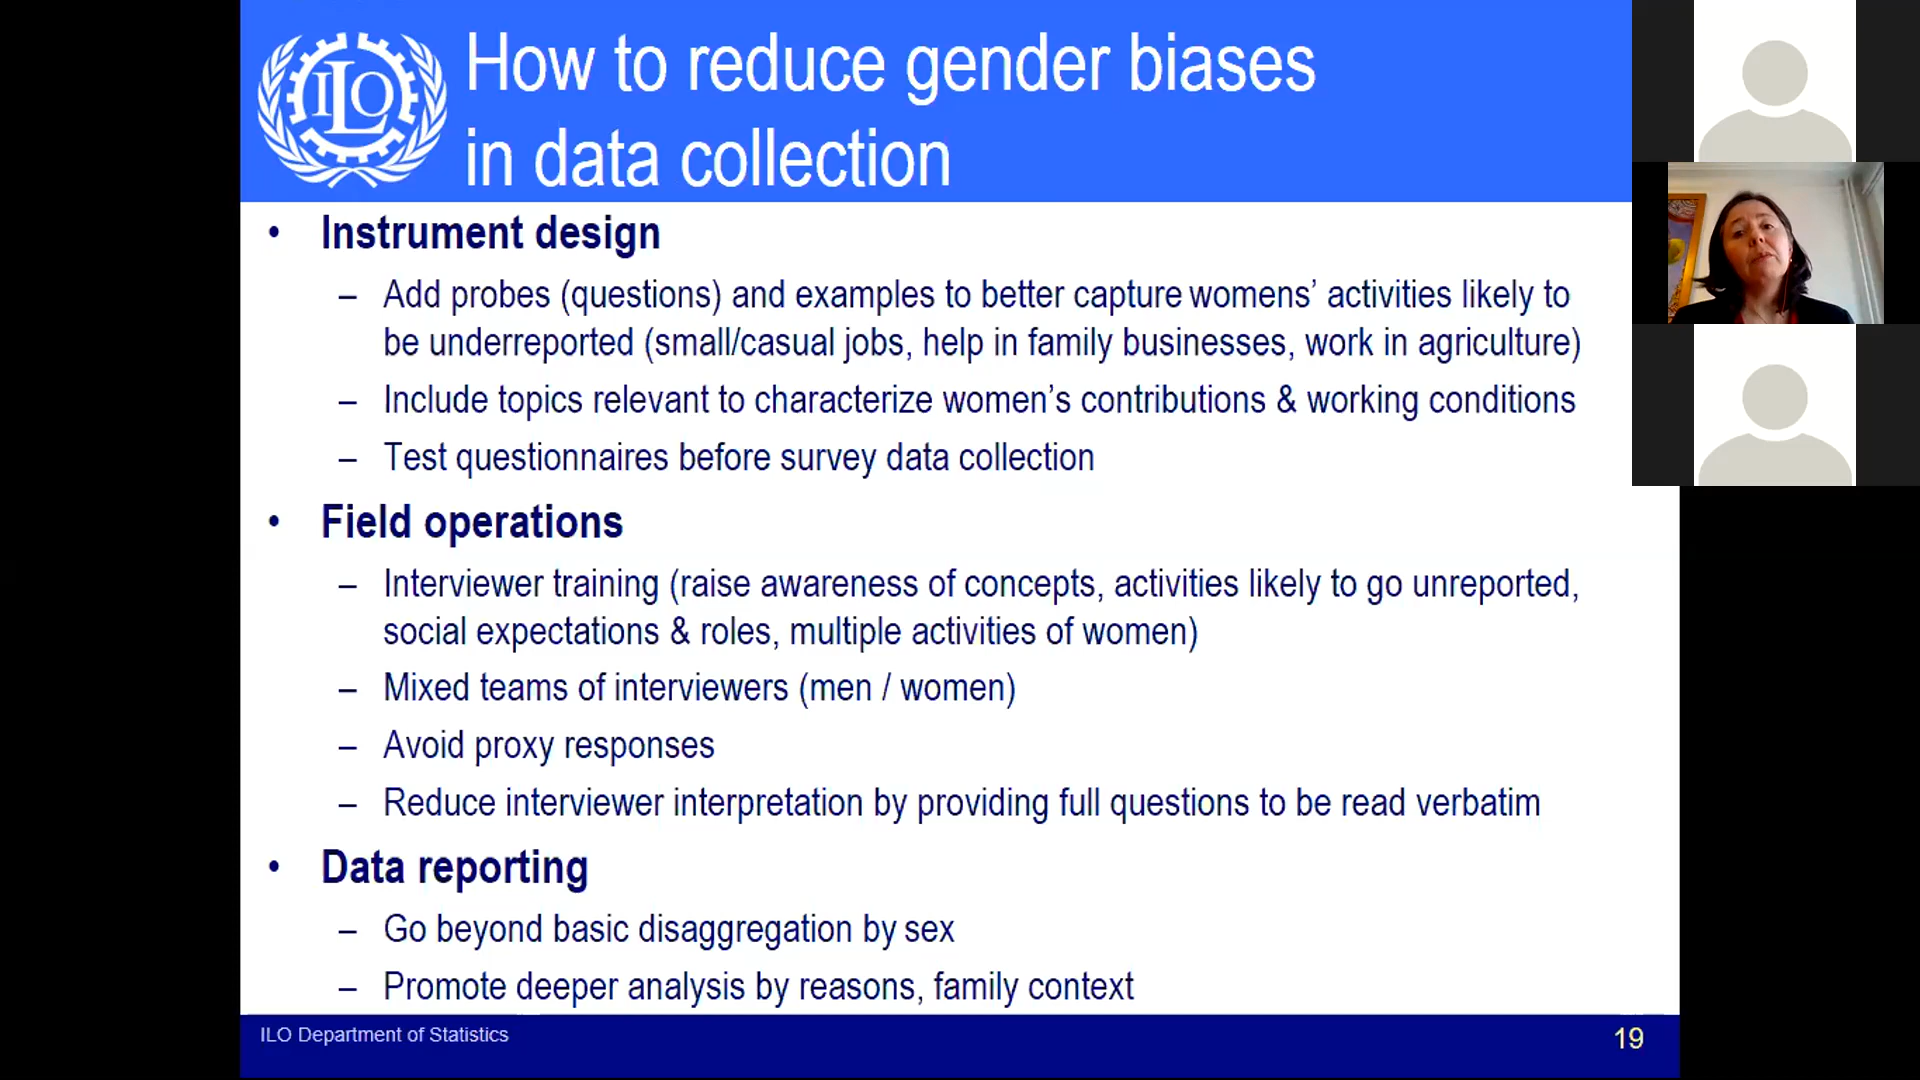 ILO
How to reduce gender biases
in data collection
• Instrument design
– Add probes (questions) and examples to better capture womens’ activities likely to
be underreported (small/casual jobs, help in family businesses, work in agriculture)
– Include topics relevant to characterize women’s contributions & working conditions
– Test questionnaires before survey data collection
• Field operations
– Interviewer training (raise awareness of concepts, activities likely to go unreported,
social expectations & roles, multiple activities of women)
– Mixed teams of interviewers (men / women)
– Avoid proxy responses
– Reduce interviewer interpretation by providing full questions to be read verbatim
• Data reporting
– Go beyond basic disaggregation by sex
– Promote deeper analysis by reasons, family context
ILO Department of Statistics
19